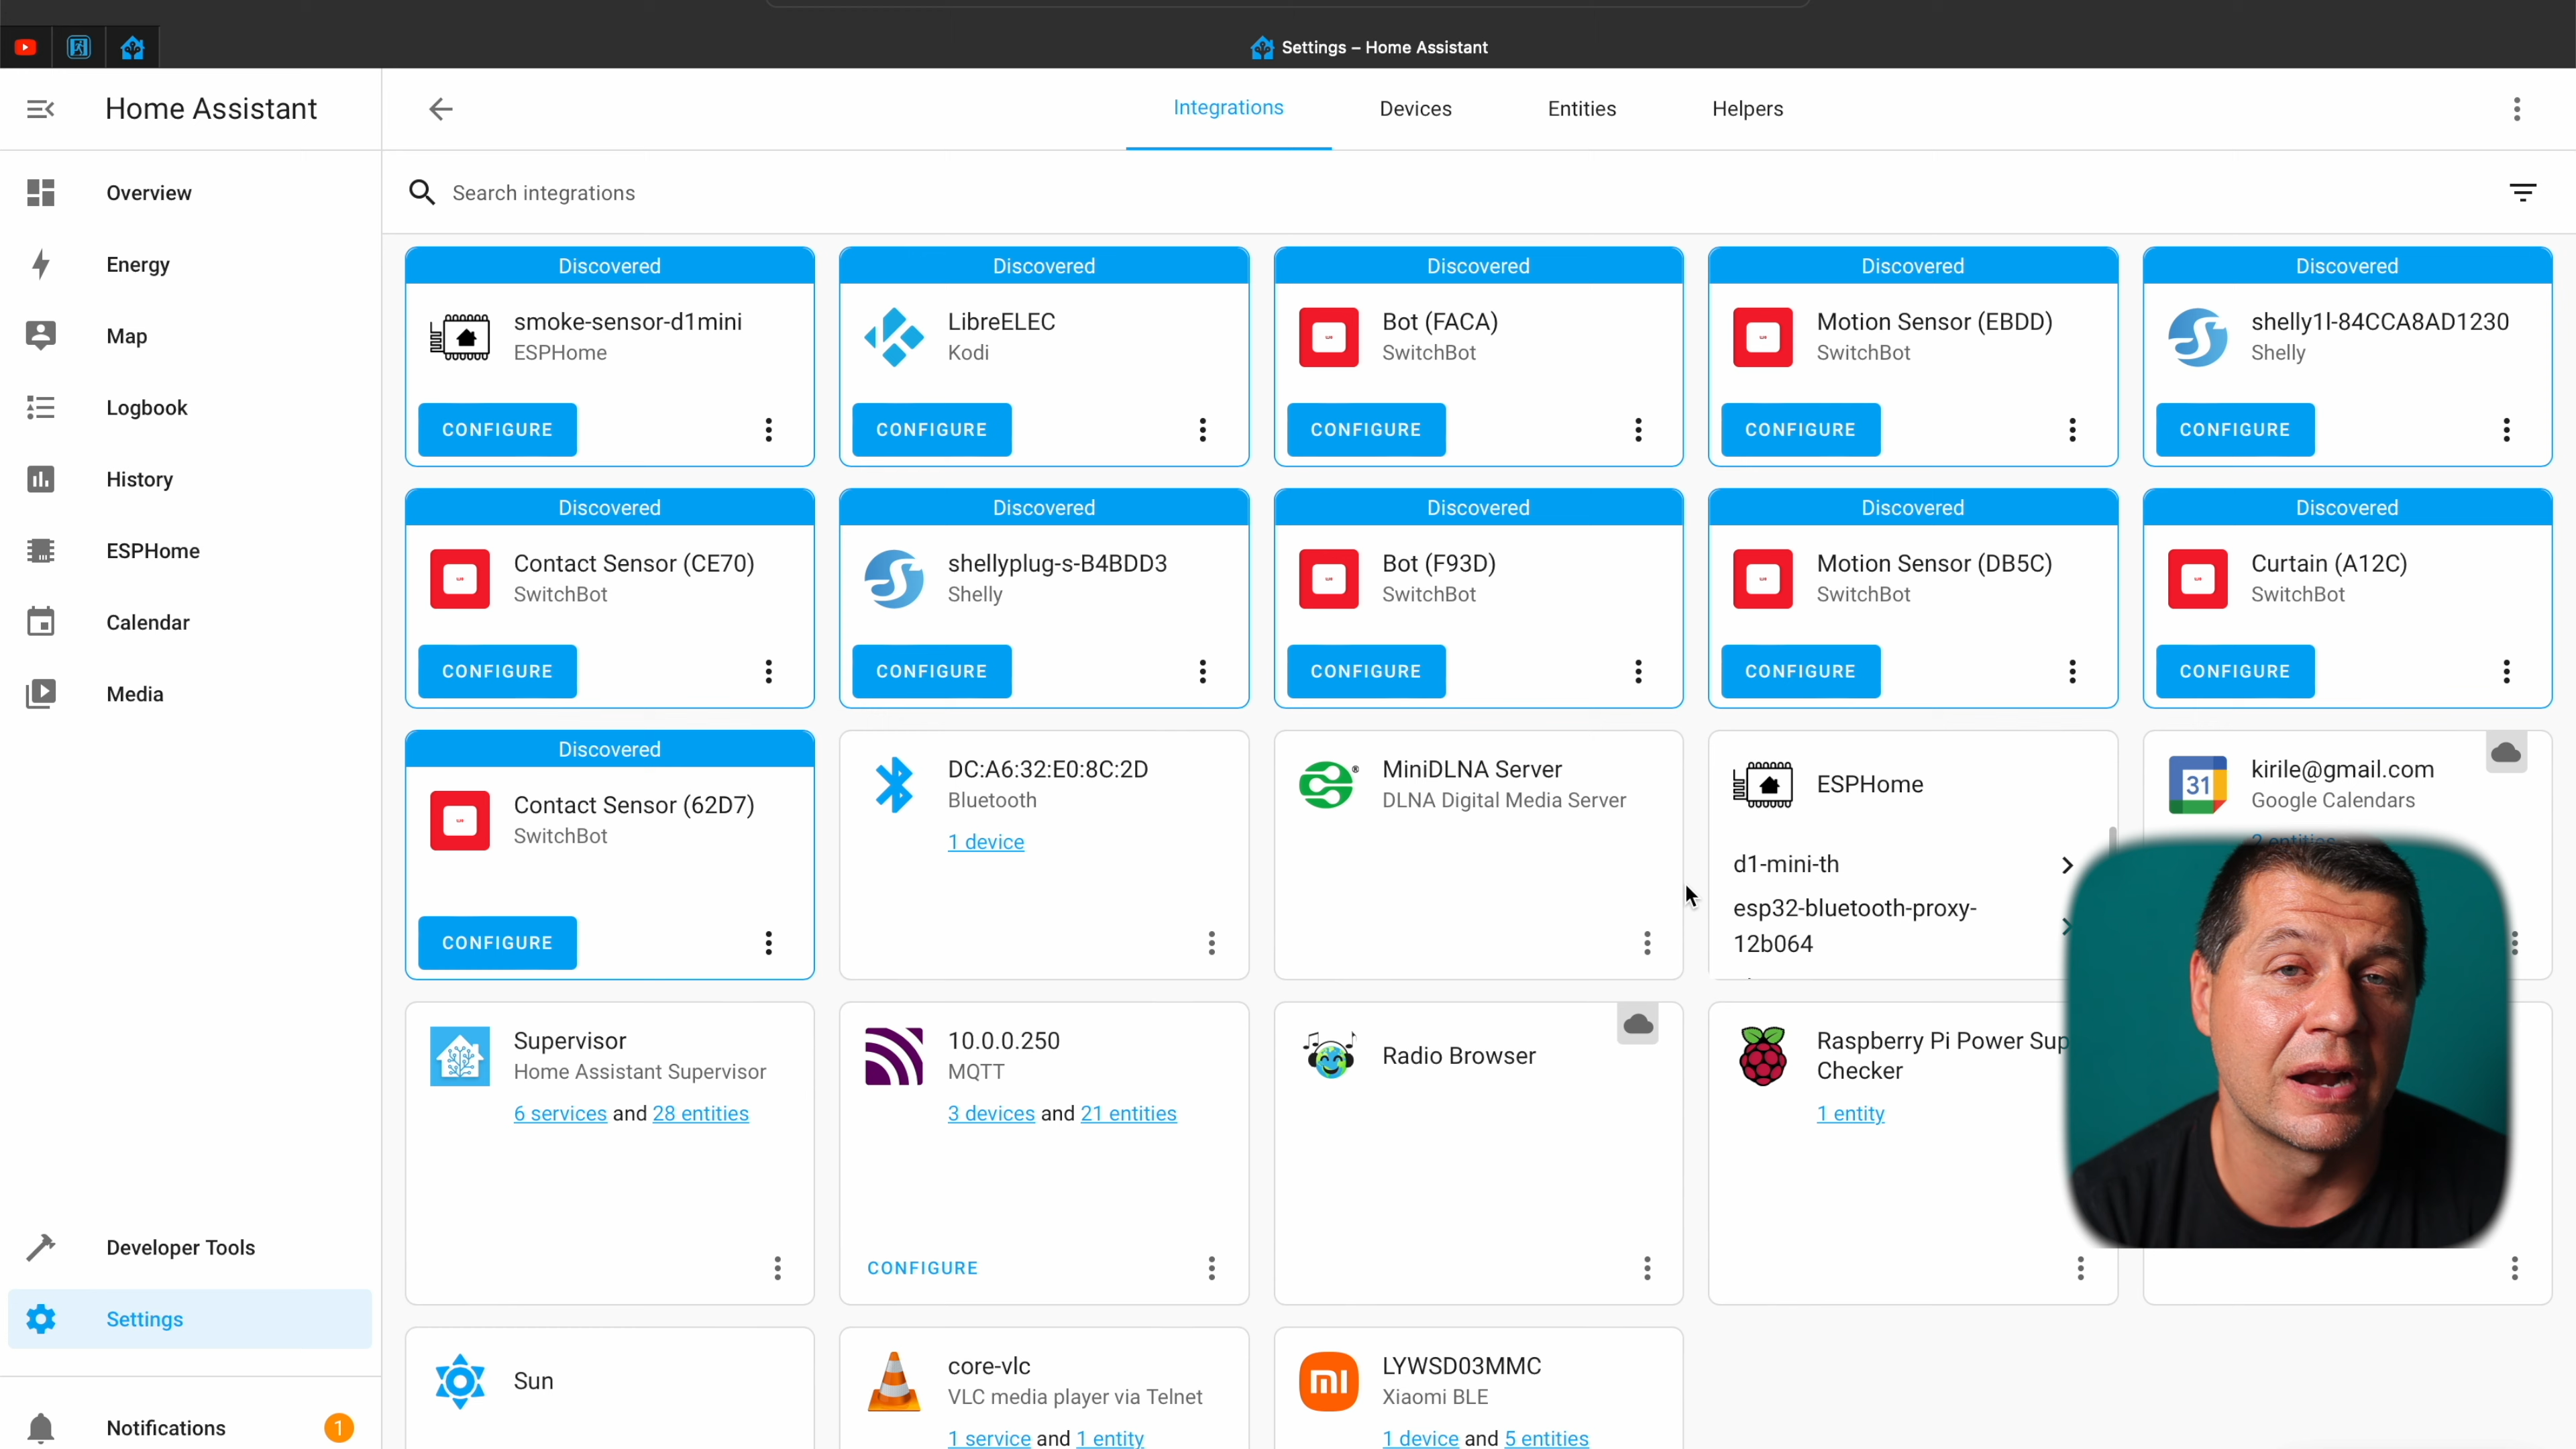 Settings – Home Assistant
Home Assistant
Integrations
Devices
Entities
Helpers
Search integrations
Overview
Energy
Map
Logbook
History
ESPHome
Calendar
Media
Developer Tools
Settings
Notifications
1
Discovered
smoke-sensor-d1mini
ESPHome
CONFIGURE
Discovered
LibreELEC
Kodi
CONFIGURE
Discovered
Bot (FACA)
SwitchBot
CONFIGURE
Discovered
Motion Sensor (EBDD)
SwitchBot
CONFIGURE
Discovered
shelly1l-84CCA8AD1230
Shelly
CONFIGURE
Discovered
Contact Sensor (CE70)
SwitchBot
CONFIGURE
Discovered
shellyplug-s-B4BDD3
Shelly
CONFIGURE
Discovered
Bot (F93D)
SwitchBot
CONFIGURE
Discovered
Motion Sensor (DB5C)
SwitchBot
CONFIGURE
Discovered
Curtain (A12C)
SwitchBot
CONFIGURE
Discovered
Contact Sensor (62D7)
SwitchBot
CONFIGURE
DC:A6:32:E0:8C:2D
Bluetooth
1 device
MiniDLNA Server
DLNA Digital Media Server
ESPHome
d1-mini-th
esp32-bluetooth-proxy-
12b064
31
kirile@gmail.com
Google Calendars
Supervisor
Home Assistant Supervisor
6 services and 28 entities
10.0.0.250
MQTT
3 devices and 21 entities
CONFIGURE
Radio Browser
Raspberry Pi Power Sup
Checker
1 entity
Sun
core-vlc
VLC media player via Telnet
1 service and 1 entity
LYWSD03MMC
Xiaomi BLE
1 device and 5 entities